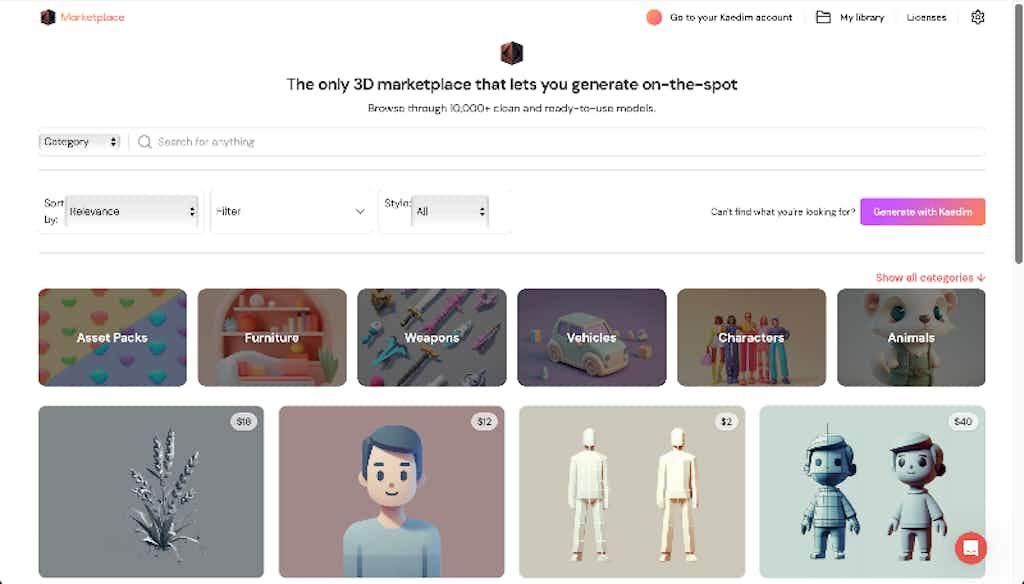 Marketplace
Go to your Kaedim account
My library
Licenses
The only 3D marketplace that lets you generate on-the-spot
Browse through 10,000+ clean and ready-to-use models.
Category
Search for anything
Sort by:
Relevance
Filter
Style:
All
Can't find what you're looking for?
Generate with Kaedim
Show all categories ↓
Asset Packs
Furniture
Weapons
Vehicles
Characters
Animals
$18
$12
$2
$40